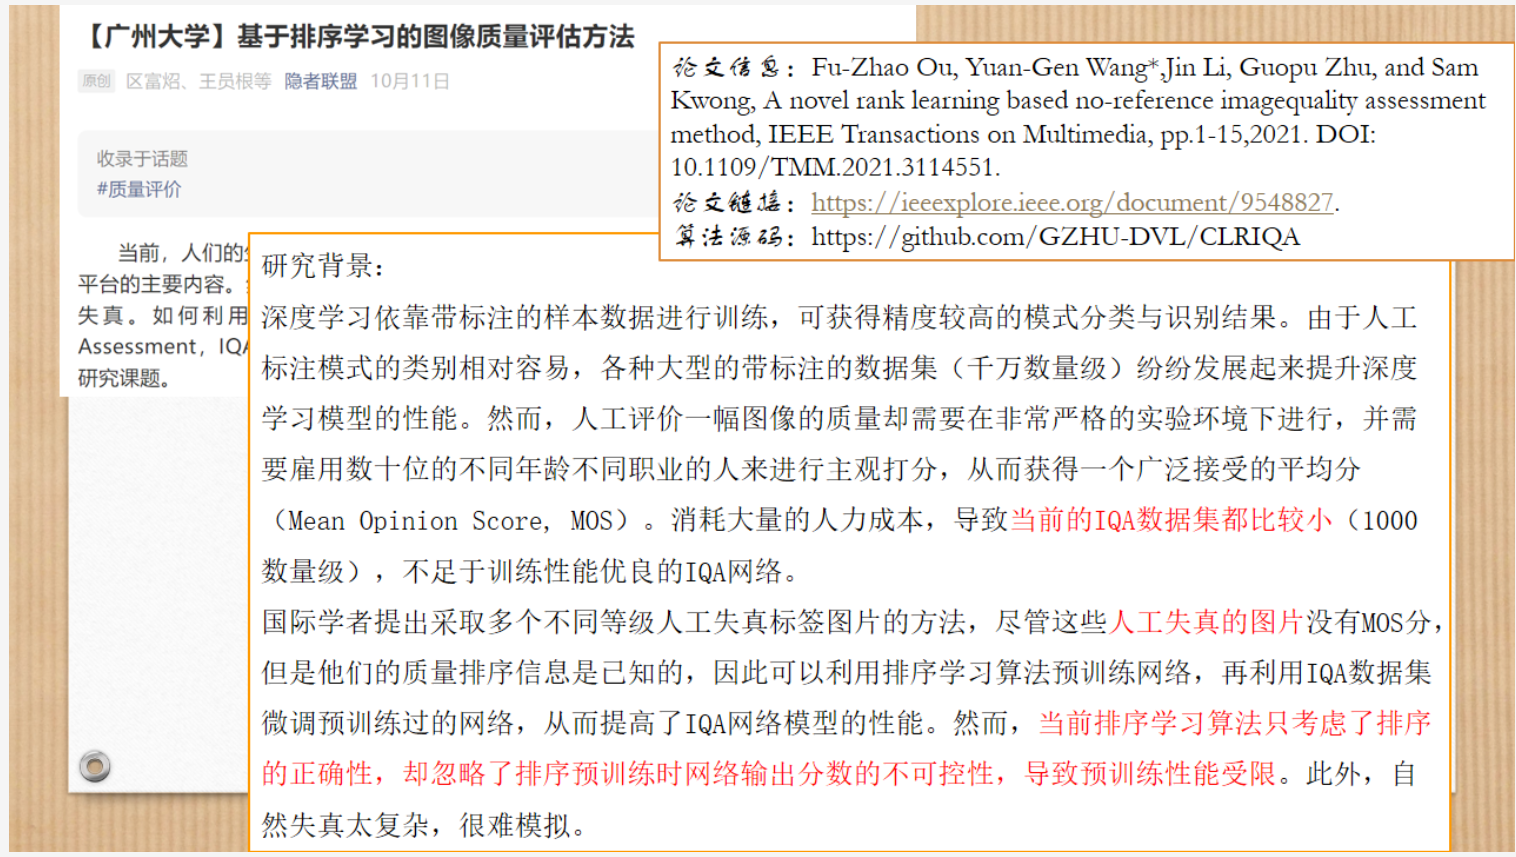 【广州大学】基于排序学习的图像质量评估方法
原创 区富炤、王员根等 隐者联盟 10月11日
收录于话题
#质量评价
当前，人们的
平台的主要内容。
失真。如何利用
Assessment，IQA
研究课题。
论文信息：Fu-Zhao Ou, Yuan-Gen Wang*,Jin Li, Guopu Zhu, and Sam
Kwong, A novel rank learning based no-reference imagequality assessment
method, IEEE Transactions on Multimedia, pp.1-15,2021. DOI:
10.1109/TMM.2021.3114551.
论文链接：https://ieeexplore.ieee.org/document/9548827.
算法源码：https://github.com/GZHU-DVL/CLRIQA
研究背景：
深度学习依靠带标注的样本数据进行训练，可获得精度较高的模式分类与识别结果。由于人工
标注模式的类别相对容易，各种大型的带标注的数据集（千万数量级）纷纷发展起来提升深度
学习模型的性能。然而，人工评价一幅图像的质量却需要在非常严格的实验环境下进行，并需
要雇用数十位的不同年龄不同职业的人来进行主观打分，从而获得一个广泛接受的平均分
（Mean Opinion Score, MOS）。消耗大量的人力成本，导致当前的IQA数据集都比较小（1000
数量级），不足于训练性能优良的IQA网络。
国际学者提出采取多个不同等级人工失真标签图片的方法，尽管这些人工失真的图片没有MOS分，
但是他们的质量排序信息是已知的，因此可以利用排序学习算法预训练网络，再利用IQA数据集
微调预训练过的网络，从而提高了IQA网络模型的性能。然而，当前排序学习算法只考虑了排序
的正确性，却忽略了排序预训练时网络输出分数的不可控性，导致预训练性能受限。此外，自
然失真太复杂，很难模拟。